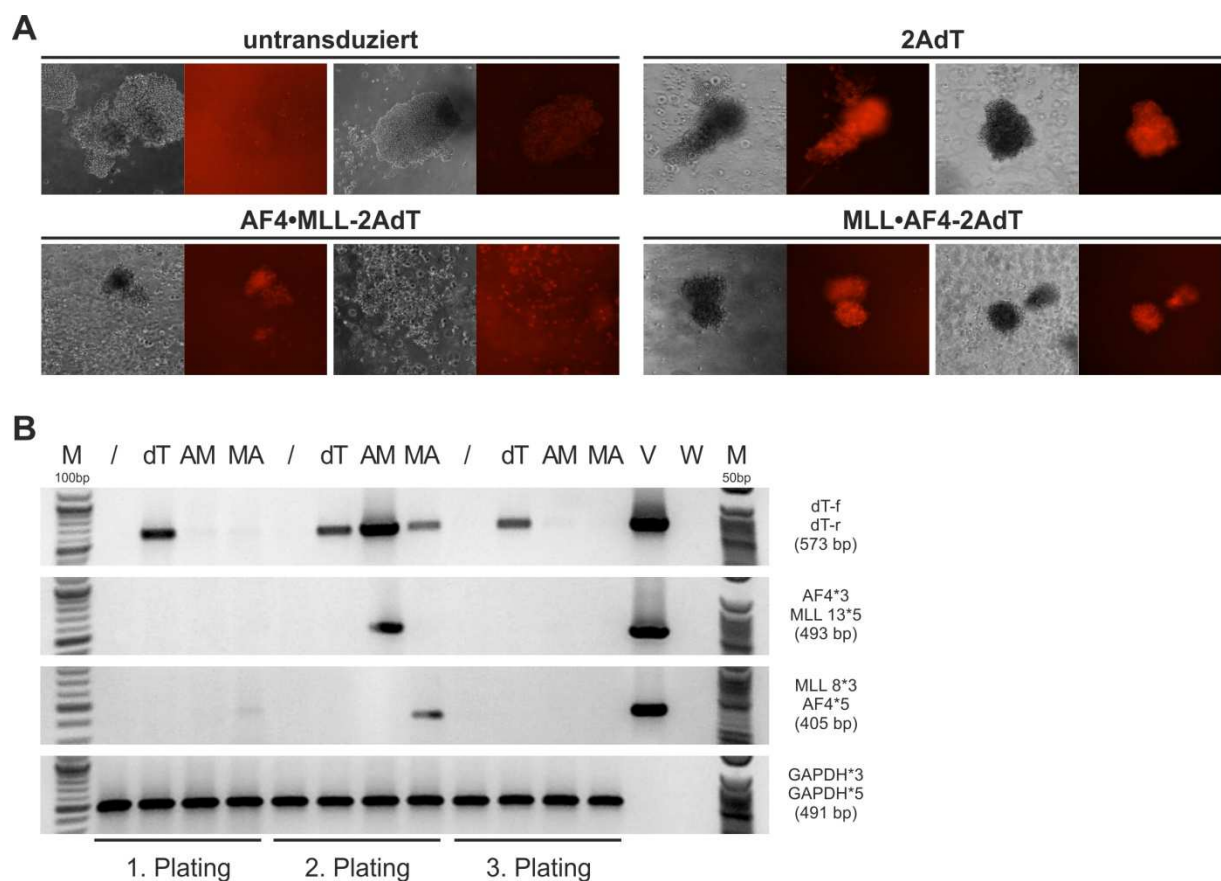 A
untransduziert
2AdT
AF4•MLL-2AdT
MLL•AF4-2AdT
B
M / dT AM MA / dT AM MA / dT AM MA V W M
100bp 50bp
dT-f
dT-r
(573 bp)
AF4*3
MLL 13*5
(493 bp)
MLL 8*3
AF4*5
(405 bp)
GAPDH*3
GAPDH*5
(491 bp)
1. Plating 2. Plating 3. Plating